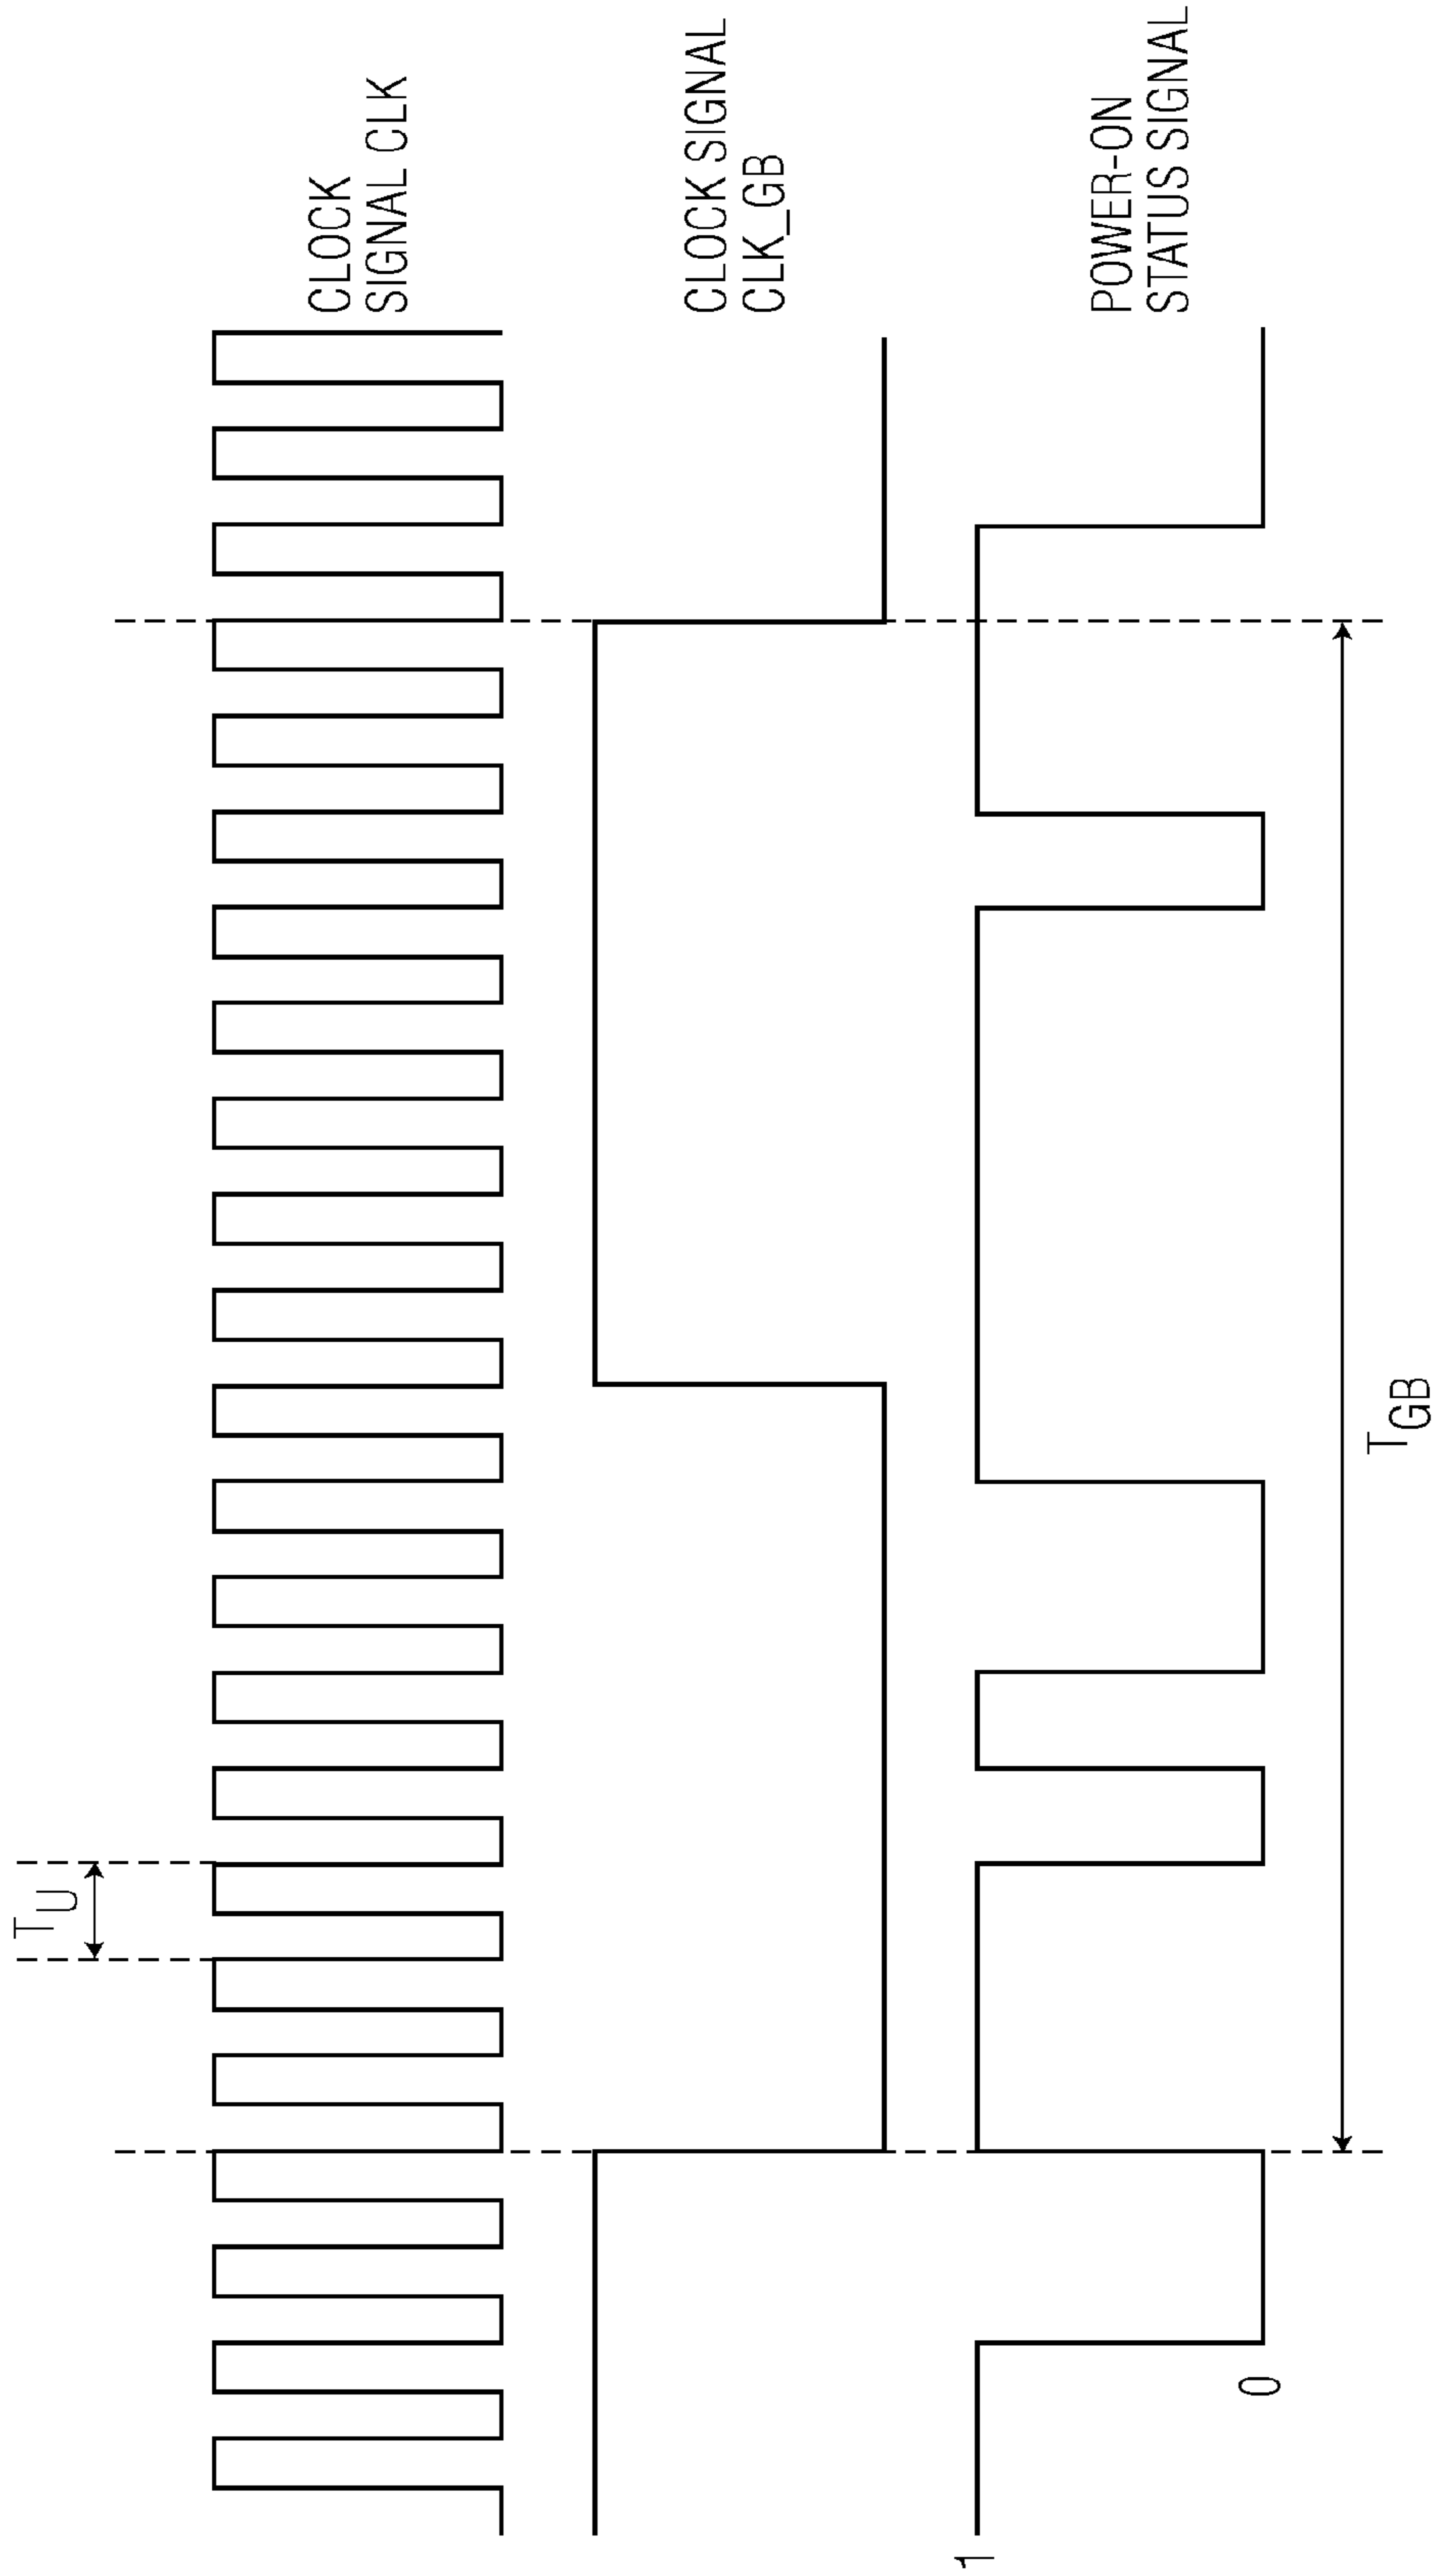 T_U
CLOCK
SIGNAL CLK
CLOCK SIGNAL
CLK_GB
1
0
POWER-ON
STATUS SIGNAL
T_GB